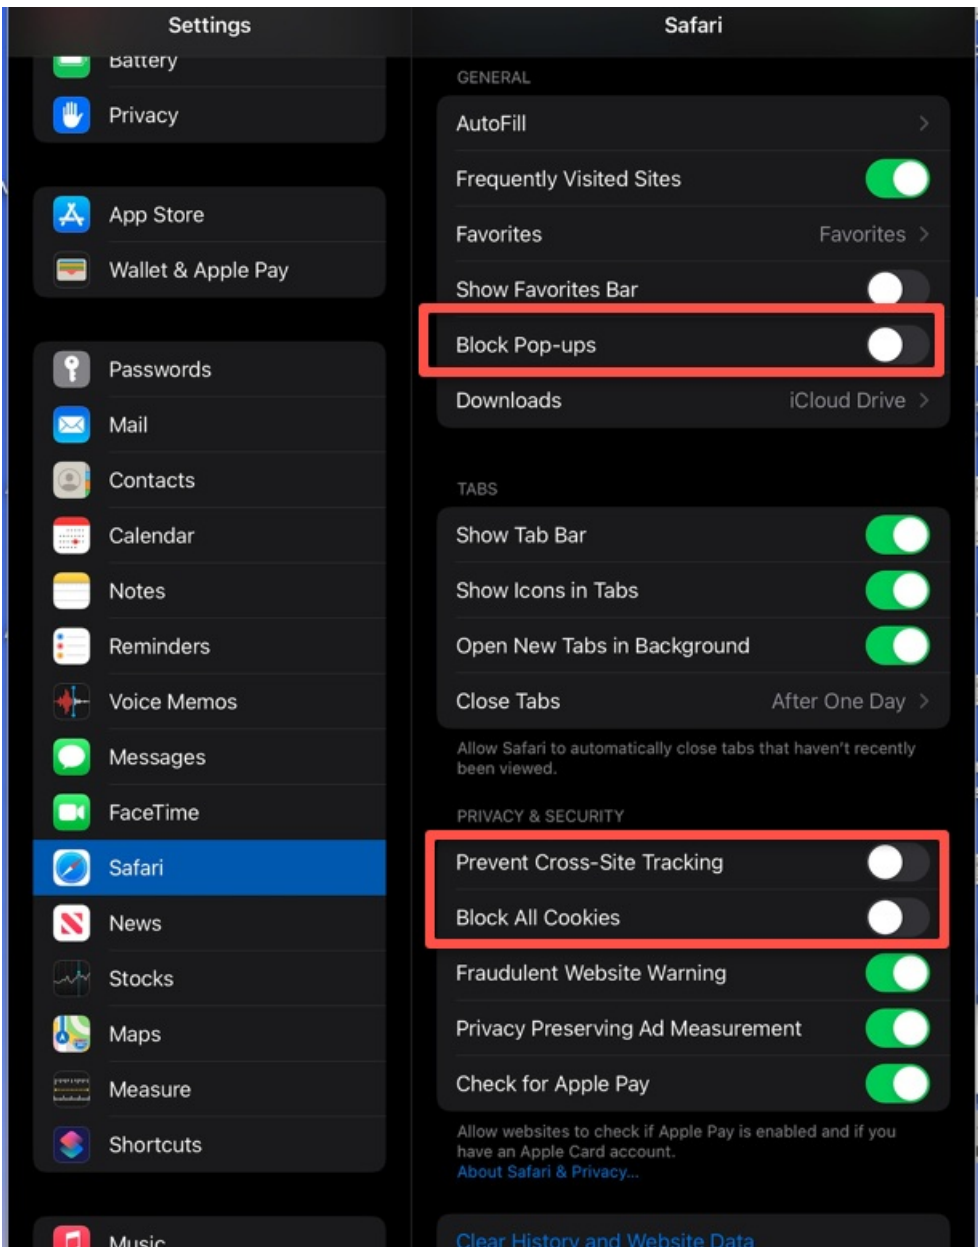 Settings
Battery
Privacy
App Store
Wallet & Apple Pay
Passwords
Mail
Contacts
Calendar
Notes
Reminders
Voice Memos
Messages
FaceTime
Safari
News
Stocks
Maps
Measure
Shortcuts
Music
Safari
GENERAL
AutoFill
Frequently Visited Sites
Favorites Favorites
Show Favorites Bar
Block Pop-ups
Downloads iCloud Drive
TABS
Show Tab Bar
Show Icons in Tabs
Open New Tabs in Background
Close Tabs After One Day
Allow Safari to automatically close tabs that haven't recently
been viewed.
PRIVACY & SECURITY
Prevent Cross-Site Tracking
Block All Cookies
Fraudulent Website Warning
Privacy Preserving Ad Measurement
Check for Apple Pay
Allow websites to check if Apple Pay is enabled and if you
have an Apple Card account.
About Safari & Privacy...
Clear History and Website Data